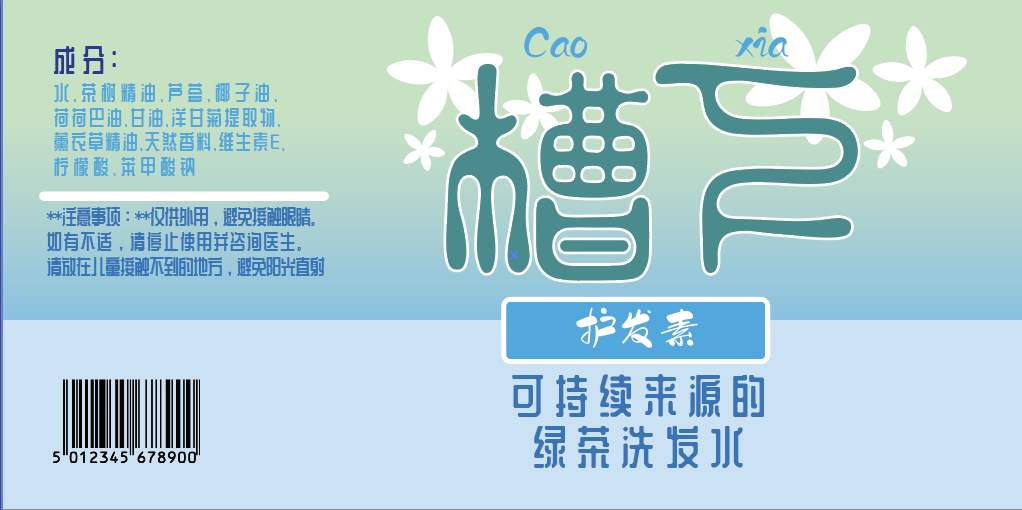 成分：
水、茶树精油、芦荟、椰子油、
荷荷巴油、甘油、洋甘菊提取物、
薰衣草精油、天然香料、维生素E、
柠檬酸、苯甲酸钠
**注意事项：**仅供外用，避免接触眼睛。
如有不适，请停止使用并咨询医生。
请放在儿童接触不到的地方，避免阳光直射
5 012345 678900
Cao xia
槽下
护发素
可持续来源的
绿茶洗发水